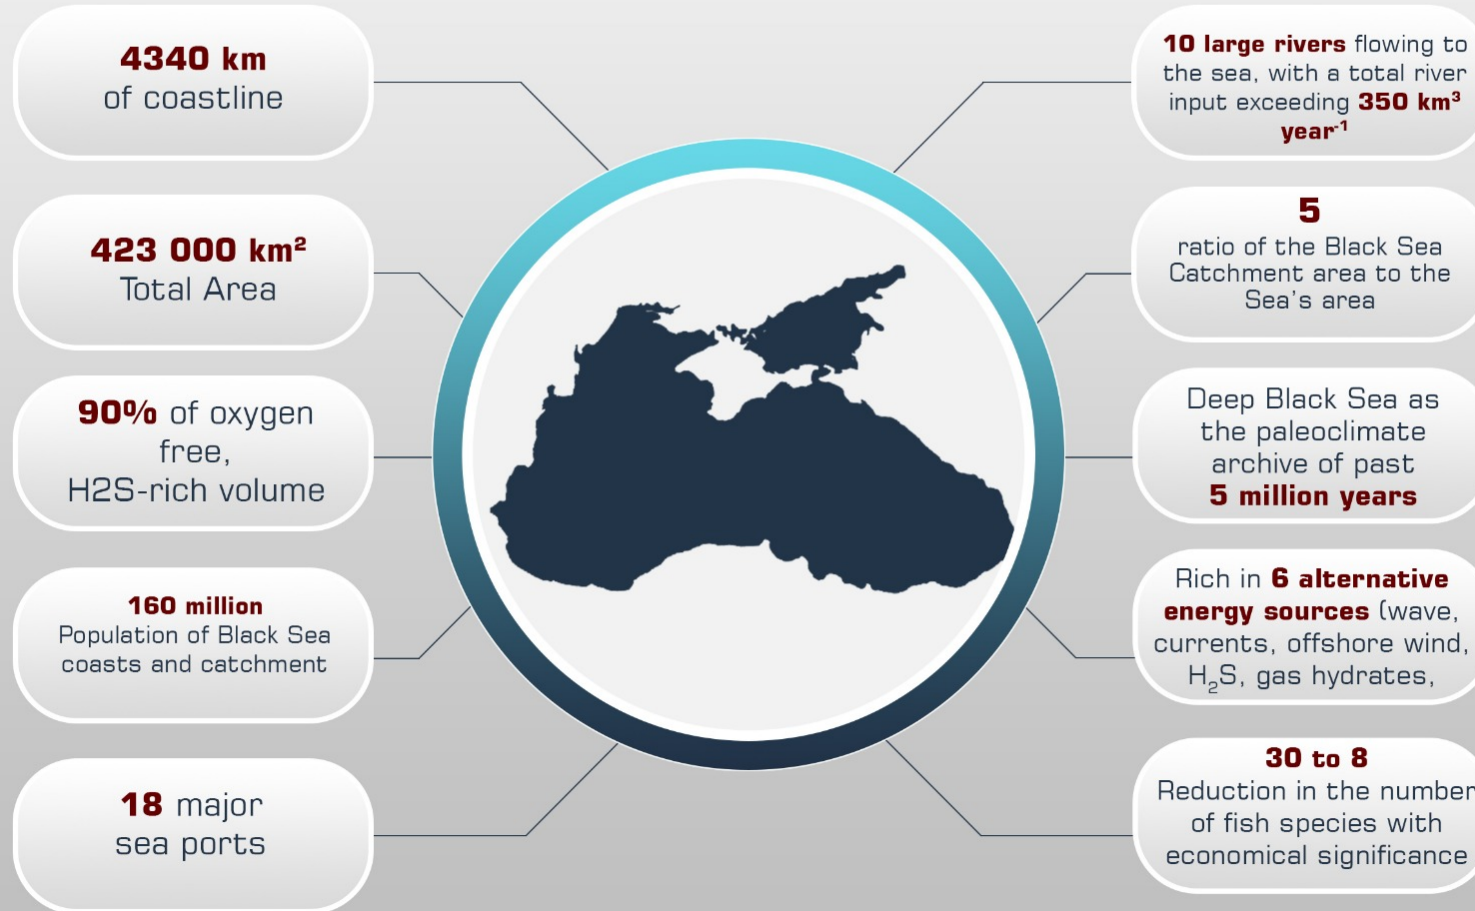 4340 km
of coastline
423 000 km²
Total Area
90% of oxygen
free,
H2S-rich volume
160 million
Population of Black Sea
coasts and catchment
18 major
sea ports
10 large rivers flowing to
the sea, with a total river
input exceeding 350 km³
year⁻¹
5
ratio of the Black Sea
Catchment area to the
Sea's area
Deep Black Sea as
the paleoclimate
archive of past
5 million years
Rich in 6 alternative
energy sources (wave,
currents, offshore wind,
H₂S, gas hydrates,
30 to 8
Reduction in the number
of fish species with
economical significance